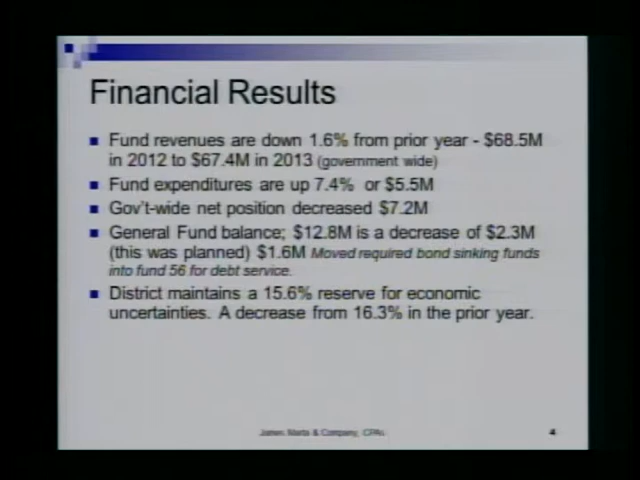 Financial Results
Fund revenues are down 1.6% from prior year - $68.5M
in 2012 to $67.4M in 2013 (government wide)
Fund expenditures are up 7.4% or $5.5M
Gov't-wide net position decreased $7.2M
General Fund balance; $12.8M is a decrease of $2.3M
(this was planned) $1.6M Moved required bond sinking funds
into fund 56 for debt service.
District maintains a 15.6% reserve for economic
uncertainties. A decrease from 16.3% in the prior year.
James Marta & Company, CPAs
4